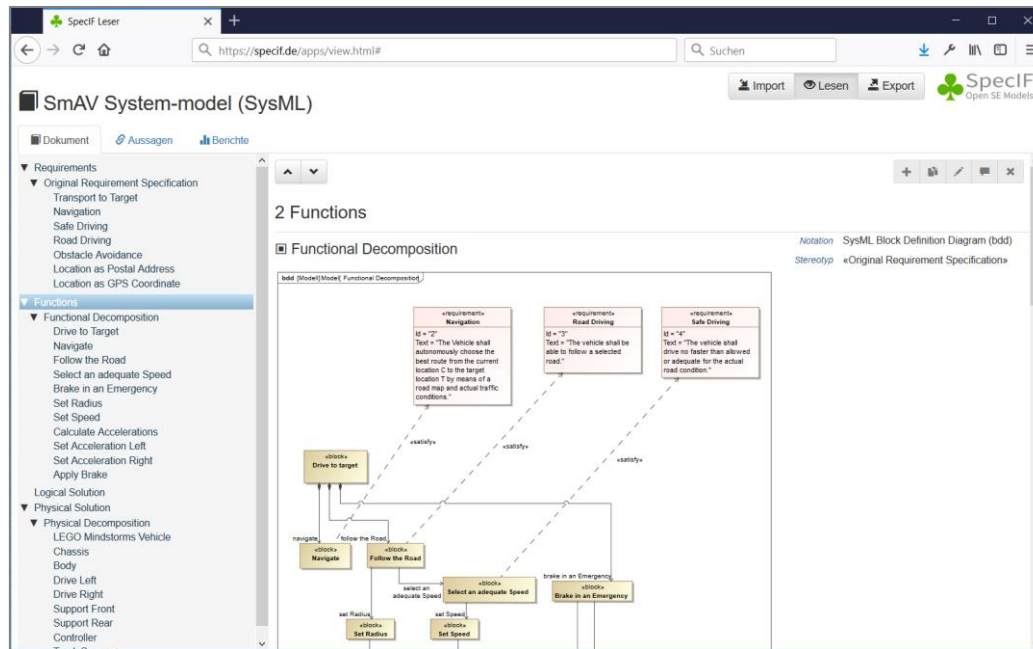 SpecIF Leser
https://specif.de/apps/view.html#
Suchen
SmAV System-model (SysML)
Import
Lesen
Export
SpecIF
Open SE Models
Dokument
Aussagen
Berichte
Requirements
Original Requirement Specification
Transport to Target
Navigation
Safe Driving
Road Driving
Obstacle Avoidance
Location as Postal Address
Location as GPS Coordinate
Functions
Functional Decomposition
Drive to Target
Navigate
Follow the Road
Select an adequate Speed
Brake in an Emergency
Set Radius
Set Speed
Calculate Accelerations
Set Acceleration Left
Set Acceleration Right
Apply Brake
Logical Solution
Physical Solution
Physical Decomposition
LEGO Mindstorms Vehicle
Chassis
Body
Drive Left
Drive Right
Support Front
Support Rear
Controller
2 Functions
Functional Decomposition
Notation SysML Block Definition Diagram (bdd)
Stereotyp «Original Requirement Specification»
bdd [Model]Model[ Functional Decomposition]
«requirement»
Navigation
Id = "2"
Text = "The Vehicle shall
autonomously choose the
best route from the current
location C to the target
location T by means of a
road map and actual traffic
conditions."
«requirement»
Road Driving
Id = "3"
Text = "The vehicle shall be
able to follow a selected
road."
«requirement»
Safe Driving
Id = "4"
Text = "The vehicle shall
drive no faster than allowed
or adequate for the actual
road condition."
«satisfy»
«satisfy»
«satisfy»
«block»
Drive to target
navigate
follow the Road
«block»
Navigate
«block»
Follow the Road
select an
adequate Speed
«block»
Select an adequate Speed
brake in an Emergency
«block»
Brake in an Emergency
set Radius
«block»
Set Radius
set Speed
«block»
Set Speed